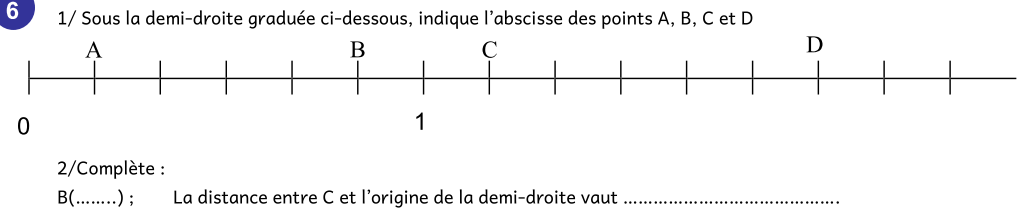 6
1/ Sous la demi-droite graduée ci-dessous, indique l'abscisse des points A, B, C et D
A B C D
0 1
2/Complète :
B(........) ; La distance entre C et l'origine de la demi-droite vaut ...........................................